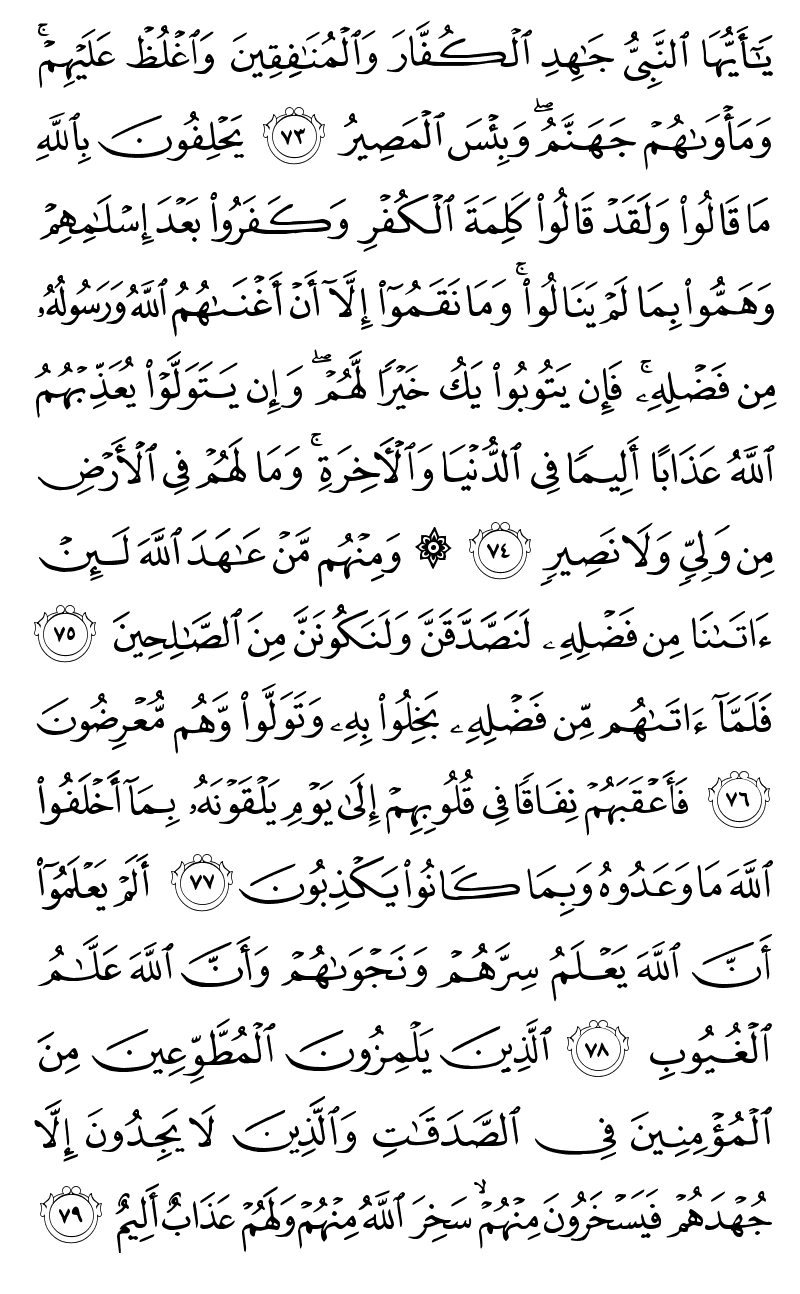 يَـٰٓأَيُّهَا ٱلنَّبِىُّ جَـٰهِدِ ٱلْكُفَّارَ وَٱلْمُنَـٰفِقِينَ وَٱغْلُظْ عَلَيْهِمْ ۚ
وَمَأْوَىٰهُمْ جَهَنَّمُ ۖ وَبِئْسَ ٱلْمَصِيرُ ٧٣ يَحْلِفُونَ بِٱللَّهِ
مَا قَالُوا۟ وَلَقَدْ قَالُوا۟ كَلِمَةَ ٱلْكُفْرِ وَكَفَرُوا۟ بَعْدَ إِسْلَـٰمِهِمْ
وَهَمُّوا۟ بِمَا لَمْ يَنَالُوا۟ ۚ وَمَا نَقَمُوٓا۟ إِلَّآ أَنْ أَغْنَىٰهُمُ ٱللَّهُ وَرَسُولُهُۥ
مِن فَضْلِهِۦ ۚ فَإِن يَتُوبُوا۟ يَكُ خَيْرًا لَّهُمْ ۖ وَإِن يَتَوَلَّوْا۟ يُعَذِّبْهُمُ
ٱللَّهُ عَذَابًا أَلِيمًا فِى ٱلدُّنْيَا وَٱلْـَٔاخِرَةِ ۚ وَمَا لَهُمْ فِى ٱلْأَرْضِ
مِن وَلِىٍّ وَلَا نَصِيرٍ ٧٤ ۞ وَمِنْهُم مَّنْ عَـٰهَدَ ٱللَّهَ لَئِنْ
ءَاتَىٰنَا مِن فَضْلِهِۦ لَنَصَّدَّقَنَّ وَلَنَكُونَنَّ مِنَ ٱلصَّـٰلِحِينَ ٧٥
فَلَمَّآ ءَاتَىٰهُم مِّن فَضْلِهِۦ بَخِلُوا۟ بِهِۦ وَتَوَلَّوا۟ وَّهُم مُّعْرِضُونَ
٧٦ فَأَعْقَبَهُمْ نِفَاقًا فِى قُلُوبِهِمْ إِلَىٰ يَوْمِ يَلْقَوْنَهُۥ بِمَآ أَخْلَفُوا۟
ٱللَّهَ مَا وَعَدُوهُ وَبِمَا كَانُوا۟ يَكْذِبُونَ ٧٧ أَلَمْ يَعْلَمُوٓا۟
أَنَّ ٱللَّهَ يَعْلَمُ سِرَّهُمْ وَنَجْوَىٰهُمْ وَأَنَّ ٱللَّهَ عَلَّـٰمُ
ٱلْغُيُوبِ ٧٨ ٱلَّذِينَ يَلْمِزُونَ ٱلْمُطَّوِّعِينَ مِنَ
ٱلْمُؤْمِنِينَ فِى ٱلصَّدَقَـٰتِ وَٱلَّذِينَ لَا يَجِدُونَ إِلَّا
جُهْدَهُمْ فَيَسْخَرُونَ مِنْهُمْ ۙ سَخِرَ ٱللَّهُ مِنْهُمْ وَلَهُمْ عَذَابٌ أَلِيمٌ ٧٩